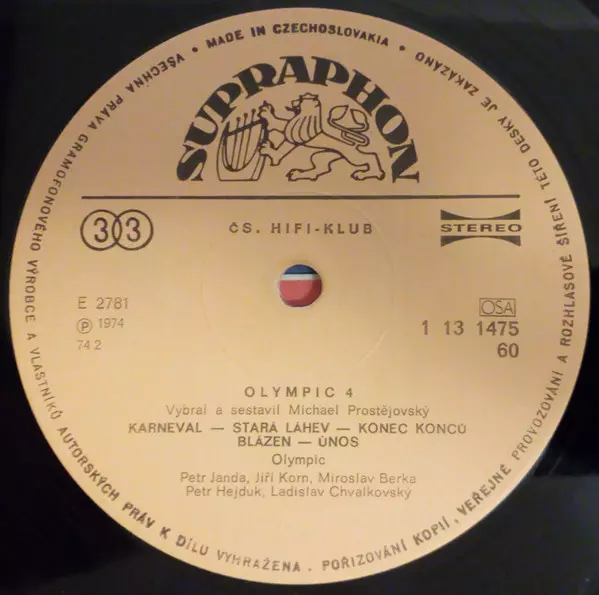 VŠECHNA PRÁVA GRAMOFONOVÉHO VÝROBCE A VLASTNÍKŮ AUTORSKÝCH PRÁV K DÍLU VYHRAŽENA. POŘIZOVÁNÍ KOPIÍ, VEŘEJNÉ PROVOZOVÁNÍ A ROZHLASOVÉ ŠÍŘENÍ TÉTO DESKY JE ZAKÁZÁNO • MADE IN CZECHOSLOVAKIA •
SUPRAPHON
33
ČS. HIFI-KLUB
STEREO
E 2781
Ⓟ 1974
74 2
OSA
1 13 1475
60
OLYMPIC 4
Vybral a sestavil Michael Prostějovský
KARNEVAL — STARÁ LÁHEV — KONEC KONCŮ
BLÁZEN — ÚNOS
Olympic
Petr Janda, Jiří Korn, Miroslav Berka
Petr Hejduk, Ladislav Chvalkovský